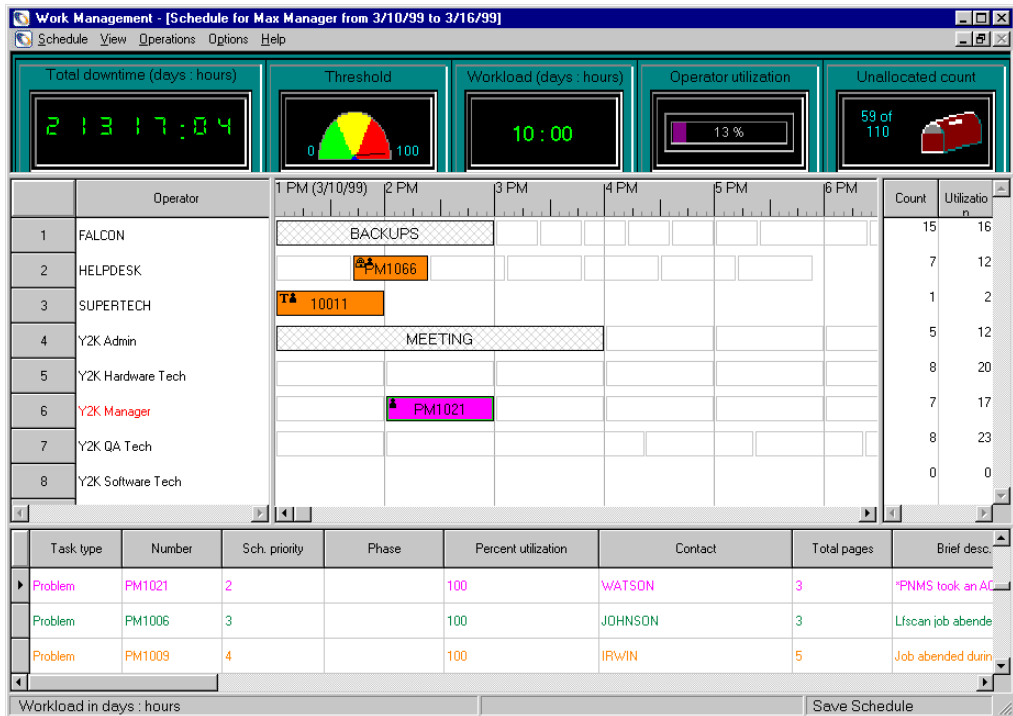 Work Management - [Schedule for Max Manager from 3/10/99 to 3/16/99]
Schedule View Operations Options Help
Total downtime (days : hours) Threshold Workload (days : hours) Operator utilization Unallocated count
21317:04 0 100 10:00 13 % 59 of
110
Operator 1 PM (3/10/99) 2 PM 3 PM 4 PM 5 PM 6 PM Count Utilizatio
n
1 FALCON BACKUPS 15 16
2 HELPDESK PM1066 7 12
3 SUPERTECH T 10011 1 2
4 Y2K Admin MEETING 5 12
5 Y2K Hardware Tech 8 20
6 Y2K Manager PM1021 7 17
7 Y2K QA Tech 8 23
8 Y2K Software Tech 0 0
Task type Number Sch. priority Phase Percent utilization Contact Total pages Brief desc.
Problem PM1021 2 100 WATSON 3 *PNMS took an AC
Problem PM1006 3 100 JOHNSON 3 Lfscan job abende
Problem PM1009 4 100 IRWIN 5 Job abended durin
Workload in days : hours Save Schedule